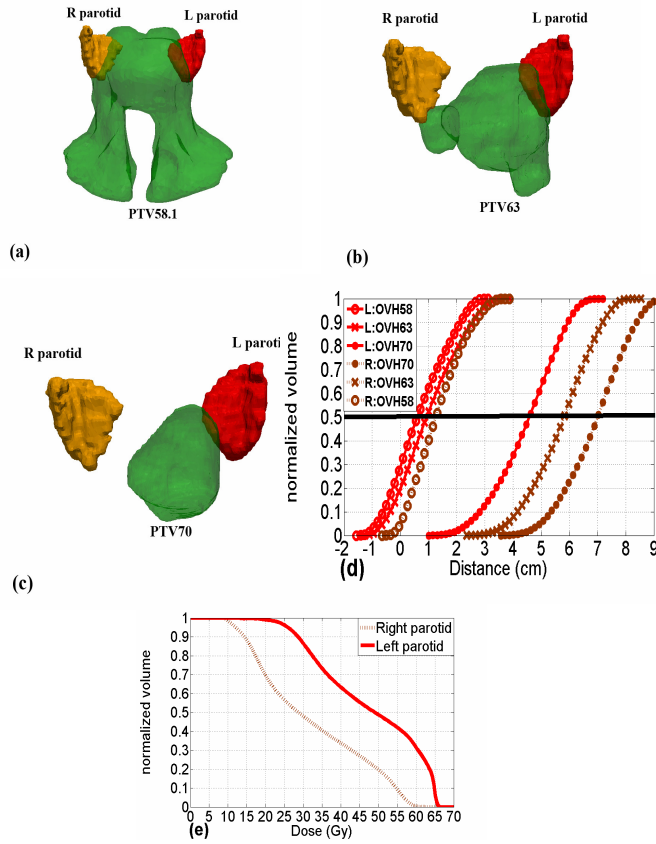 R parotid
L parotid
PTV58.1
(a)
R parotid
L parotid
PTV63
(b)
R parotid
L paroti
PTV70
(c)
normalized volume
1
0.9
0.8
0.7
0.6
0.5
0.4
0.3
0.2
0.1
0
L:OVH58
L:OVH63
L:OVH70
R:OVH70
R:OVH63
R:OVH58
-2 -1 0 1 2 3 4 5 6 7 8 9
(d) Distance (cm)
normalized volume
1
0.9
0.8
0.7
0.6
0.5
0.4
0.3
0.2
0.1
0
Right parotid
Left parotid
0 5 10 15 20 25 30 35 40 45 50 55 60 65 70
(e) Dose (Gy)